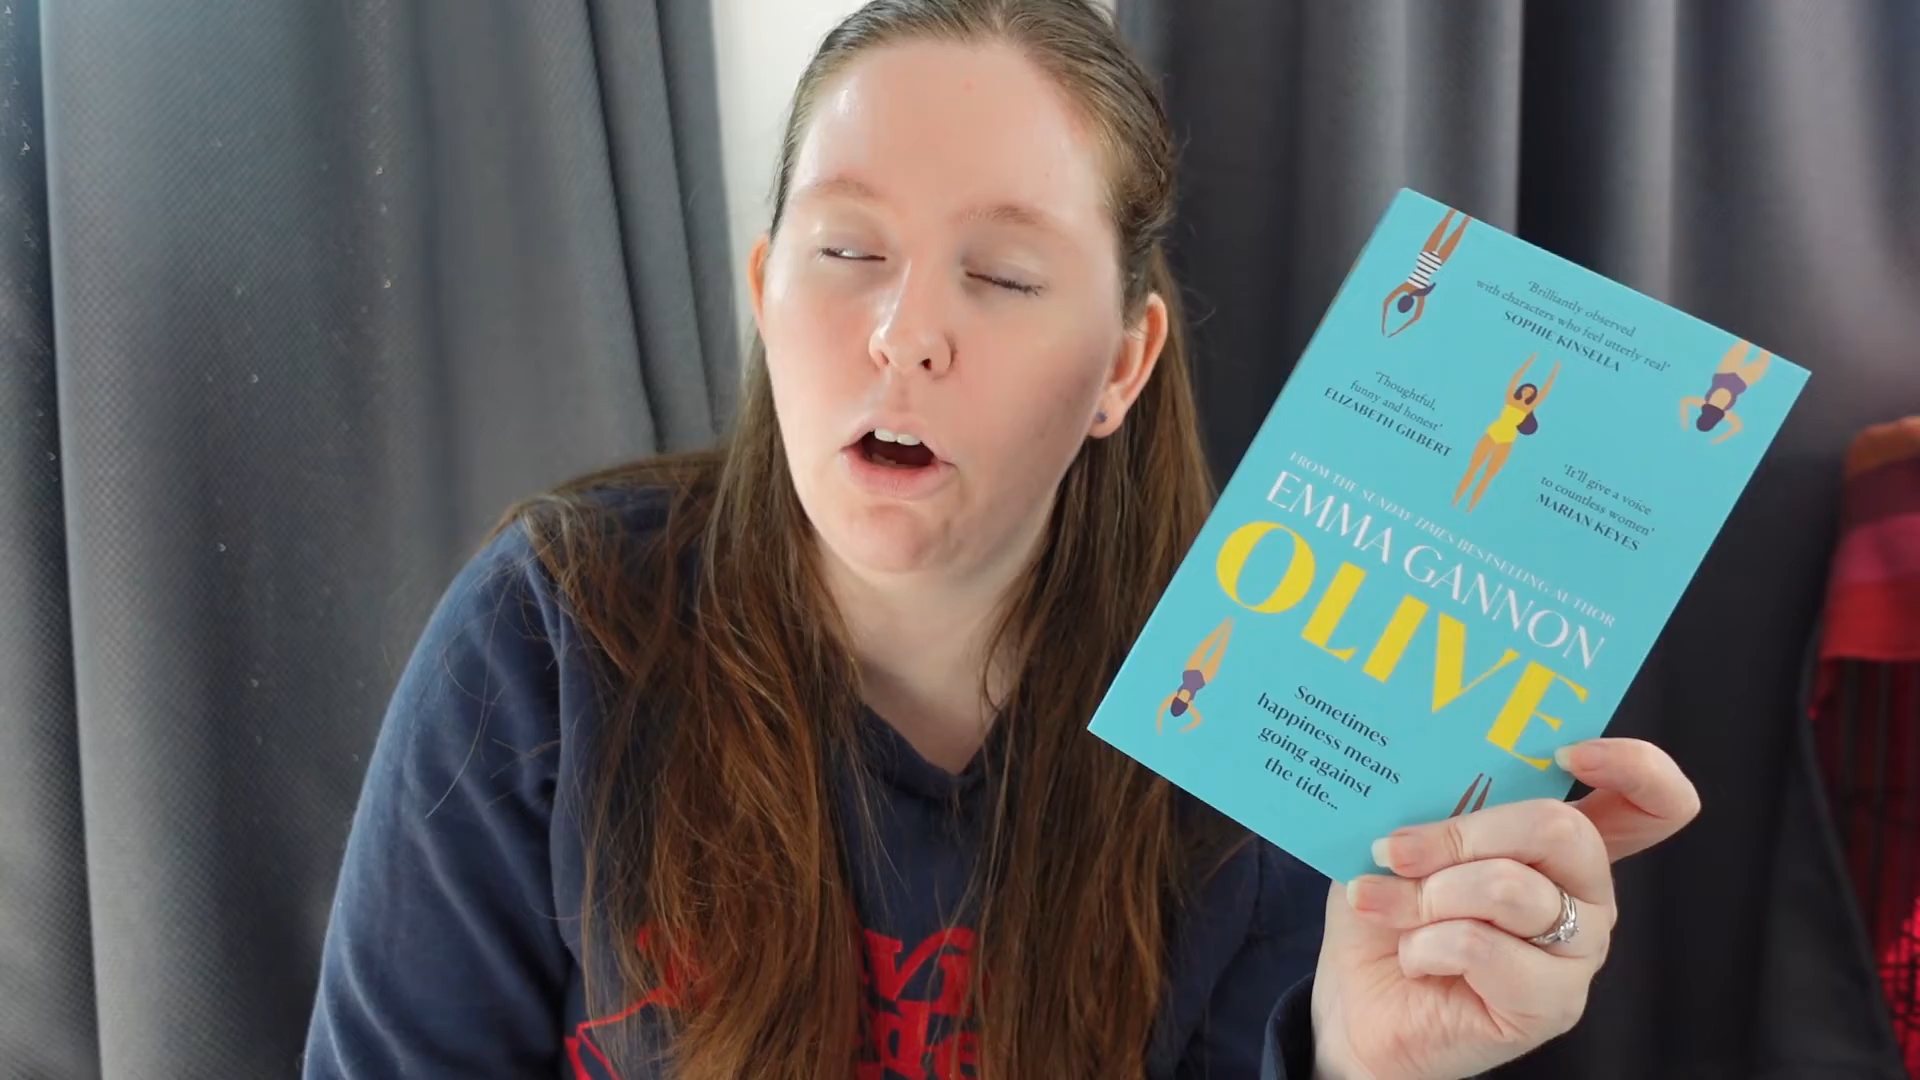 'Brilliantly observed
with characters who feel utterly real'
SOPHIE KINSELLA
'Thoughtful,
funny and honest'
ELIZABETH GILBERT
'It'll give a voice
to countless women'
MARIAN KEYES
FROM THE SUNDAY TIMES BESTSELLING AUTHOR
EMMA GANNON
OLIVE
Sometimes
happiness means
going against
the tide...